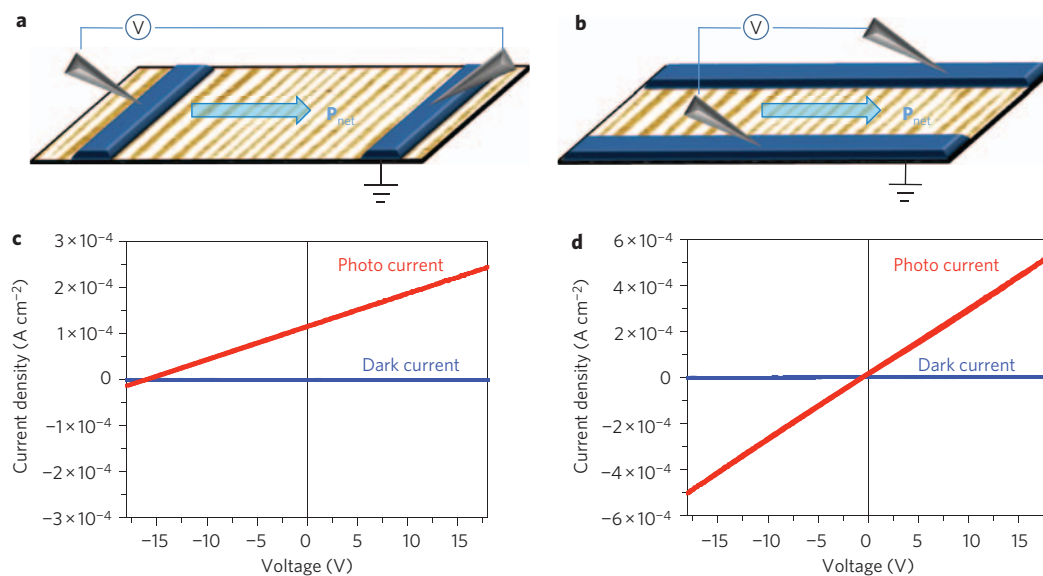 a
V
P net
b
V
P net
c
3 × 10⁻⁴
2 × 10⁻⁴
1 × 10⁻⁴
0
−1 × 10⁻⁴
−2 × 10⁻⁴
−3 × 10⁻⁴
Current density (A cm⁻²)
Photo current
Dark current
−15 −10 −5 0 5 10 15
Voltage (V)
d
6 × 10⁻⁴
4 × 10⁻⁴
2 × 10⁻⁴
0
−2 × 10⁻⁴
−4 × 10⁻⁴
−6 × 10⁻⁴
Current density (A cm⁻²)
Photo current
Dark current
−15 −10 −5 0 5 10 15
Voltage (V)